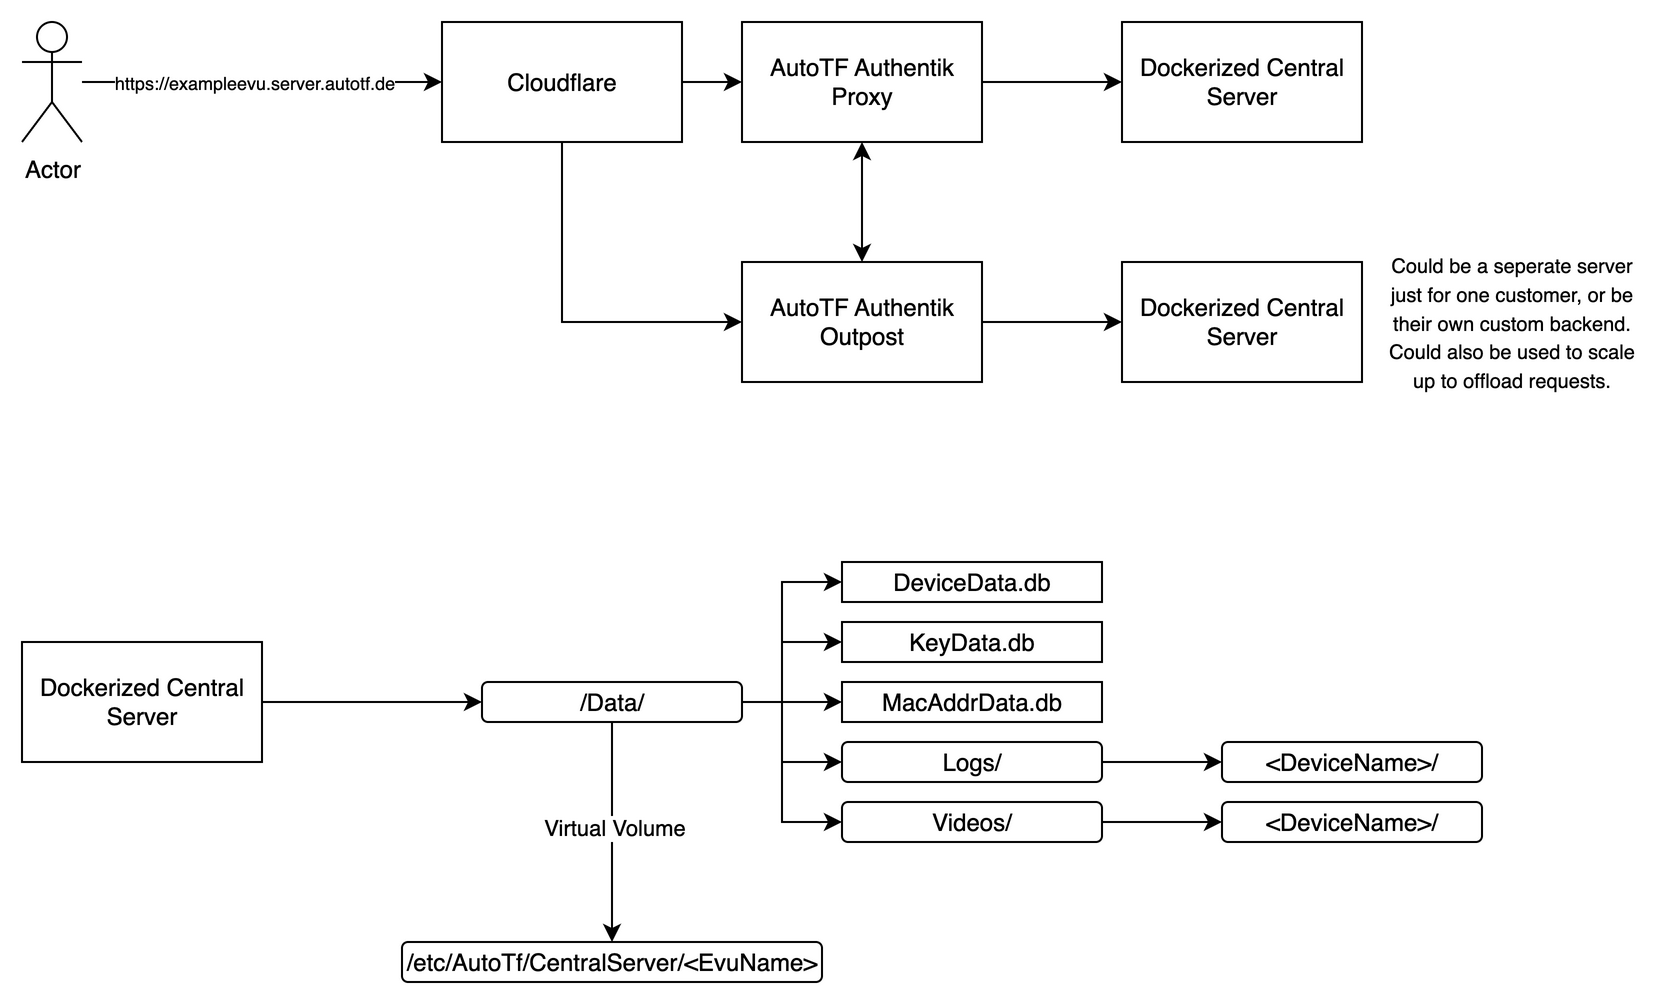 https://exampleevu.server.autotf.de
Cloudflare
AutoTF Authentik
Proxy
Dockerized Central
Server
Actor
AutoTF Authentik
Outpost
Dockerized Central
Server
Could be a seperate server
just for one customer, or be
their own custom backend.
Could also be used to scale
up to offload requests.
Dockerized Central
Server
/Data/
DeviceData.db
KeyData.db
MacAddrData.db
Logs/
<DeviceName>/
Videos/
<DeviceName>/
Virtual Volume
/etc/AutoTf/CentralServer/<EvuName>